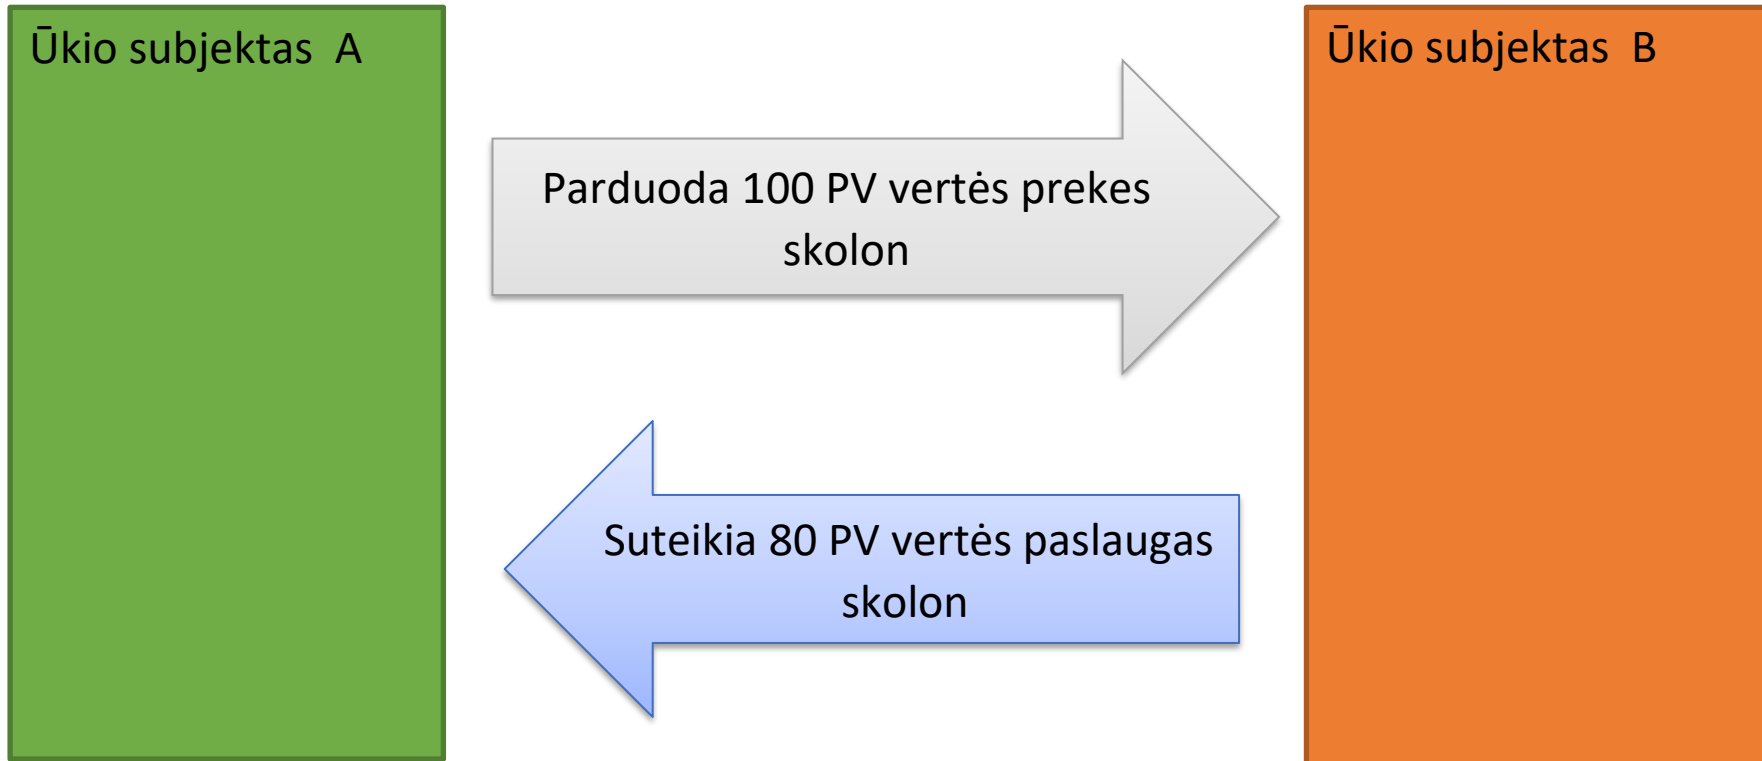 Ūkio subjektas  A
Ūkio subjektas  B
Parduoda 100 PV vertės prekes
skolon
Suteikia 80 PV vertės paslaugas
skolon